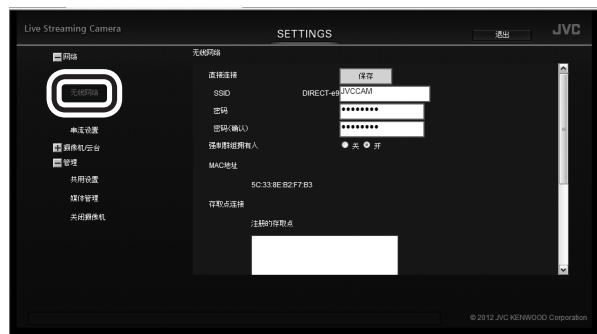 Live Streaming Camera
SETTINGS
退出
JVC
网络
无线网络
串流设置
摄像机/云台
管理
共用设置
媒体管理
关闭摄像机
无线网络
直接连接
保存
SSID DIRECT-e9 JVCCAM
密码 ••••••••
密码(确认) ••••••••
强制群组拥有人 关 开
MAC地址
5C:33:8E:B2:F7:B3
存取点连接
注册的存取点
© 2012 JVC KENWOOD Corporation